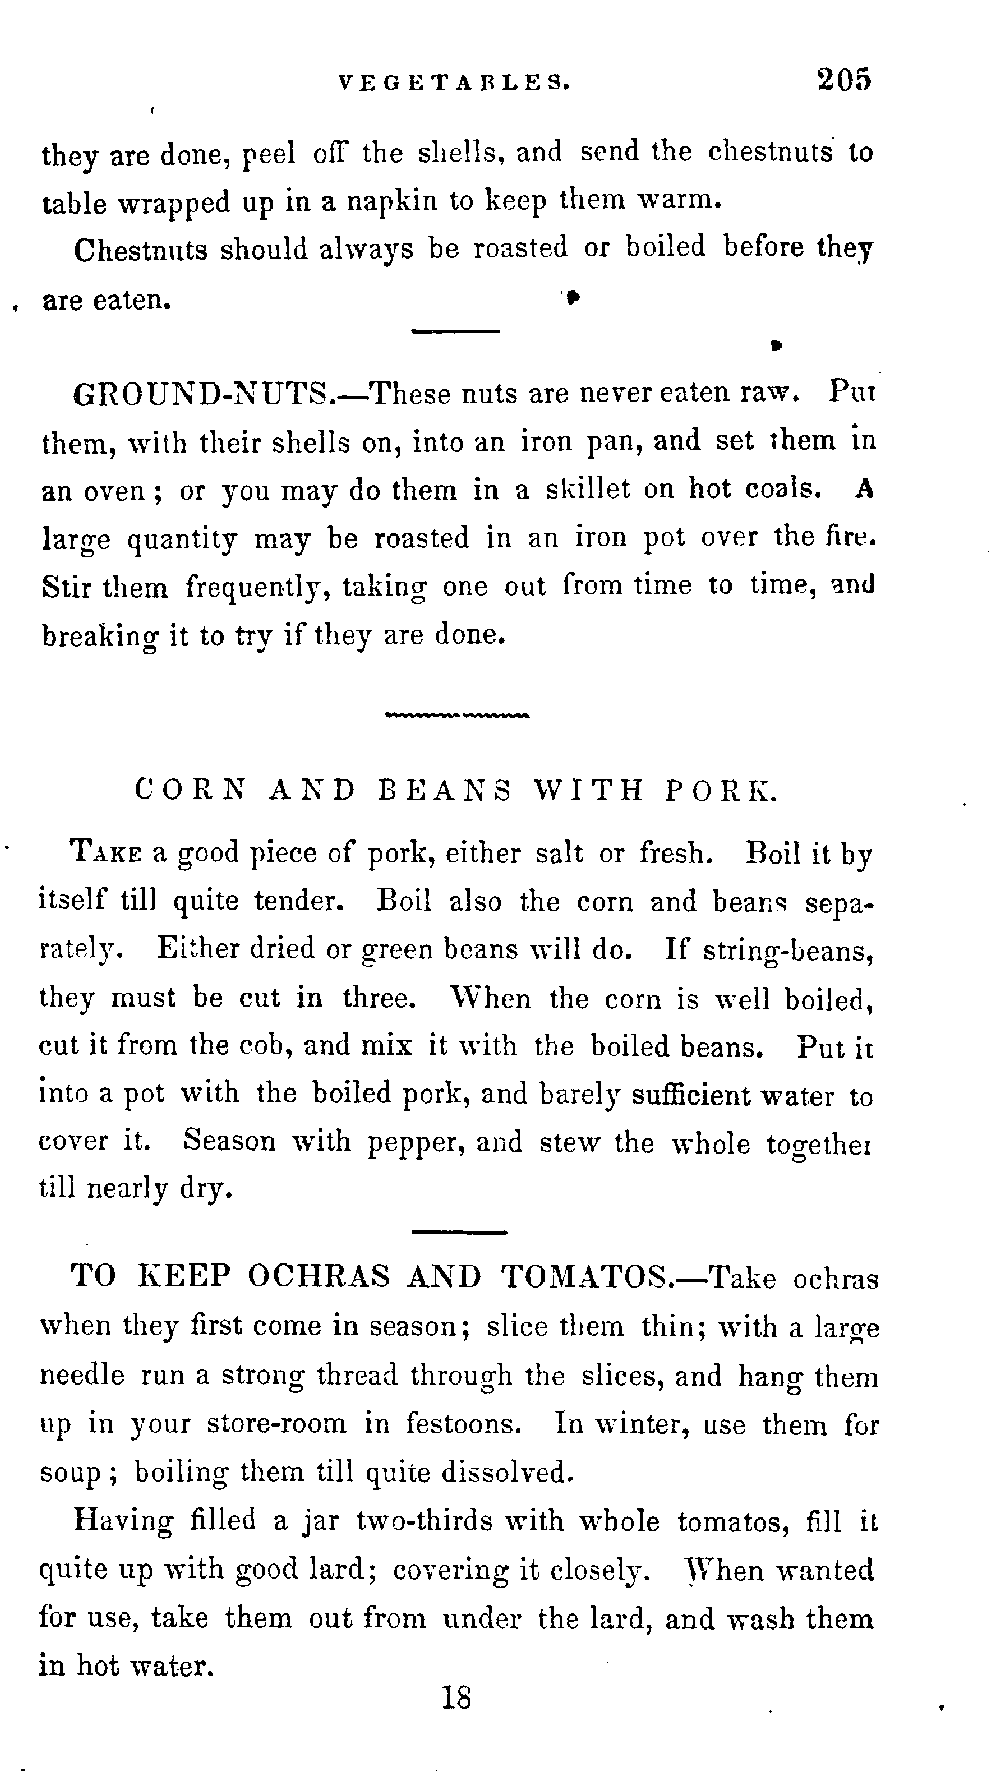 VEGETABLES. 205
they are done, peel off the shells, and send the chestnuts to
table wrapped up in a napkin to keep them warm.
Chestnuts should always be roasted or boiled before they
are eaten.
GROUND-NUTS.—These nuts are never eaten raw. Put
them, with their shells on, into an iron pan, and set them in
an oven; or you may do them in a skillet on hot coals. A
large quantity may be roasted in an iron pot over the fire.
Stir them frequently, taking one out from time to time, and
breaking it to try if they are done.
CORN AND BEANS WITH PORK.
TAKE a good piece of pork, either salt or fresh. Boil it by
itself till quite tender. Boil also the corn and beans sepa-
rately. Either dried or green beans will do. If string-beans,
they must be cut in three. When the corn is well boiled,
cut it from the cob, and mix it with the boiled beans. Put it
into a pot with the boiled pork, and barely sufficient water to
cover it. Season with pepper, and stew the whole together
till nearly dry.
TO KEEP OCHRAS AND TOMATOS.—Take ochras
when they first come in season; slice them thin; with a large
needle run a strong thread through the slices, and hang them
up in your store-room in festoons. In winter, use them for
soup; boiling them till quite dissolved.
Having filled a jar two-thirds with whole tomatos, fill it
quite up with good lard; covering it closely. When wanted
for use, take them out from under the lard, and wash them
in hot water.
18